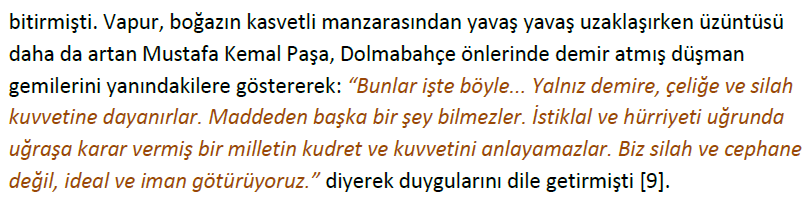 bitirmişti. Vapur, boğazın kasvetli manzarasından yavaş yavaş uzaklaşırken üzüntüsü
daha da artan Mustafa Kemal Paşa, Dolmabahçe önlerinde demir atmış düşman
gemilerini yanındakilere göstererek: “Bunlar işte böyle... Yalnız demire, çeliğe ve silah
kuvvetine dayanırlar. Maddeden başka bir şey bilmezler. İstiklal ve hürriyeti uğrunda
uğraşa karar vermiş bir milletin kudret ve kuvvetini anlayamazlar. Biz silah ve cephane
değil, ideal ve iman götürüyoruz.” diyerek duygularını dile getirmişti [9].